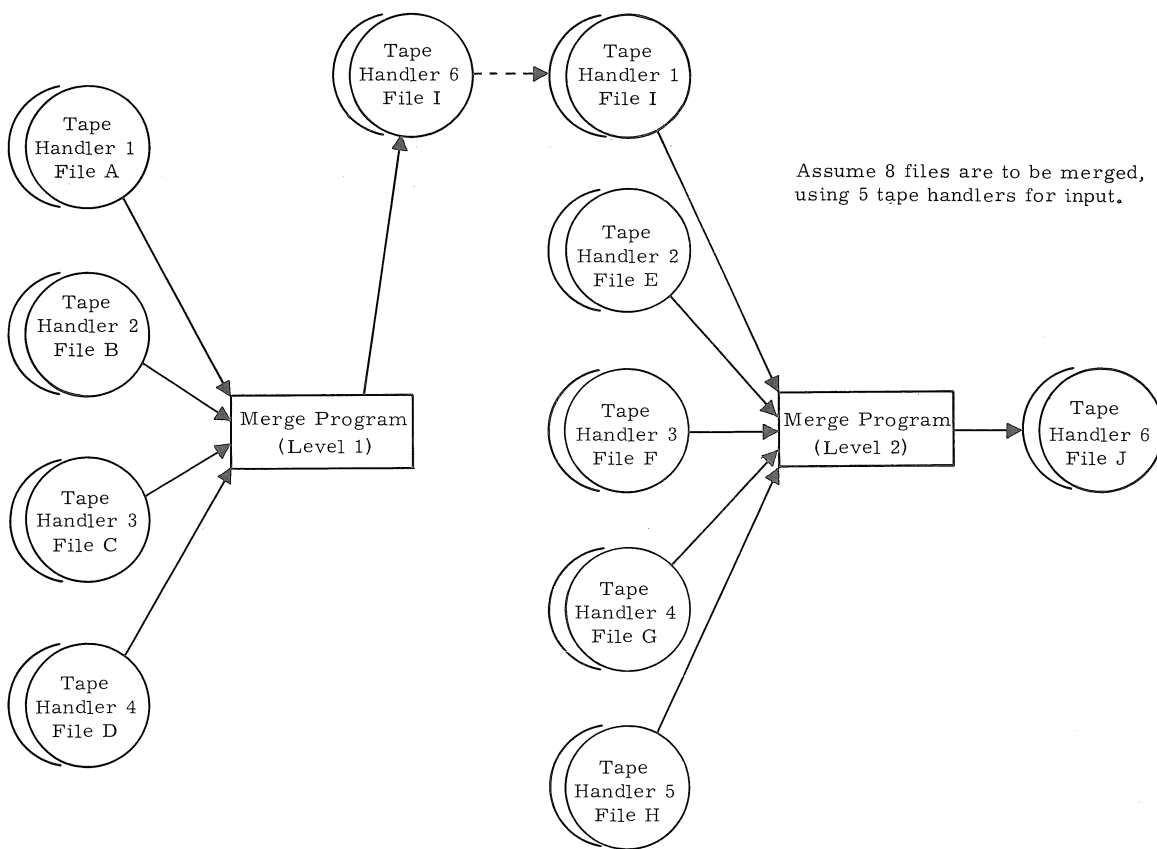 Tape
Handler 1
File A
Tape
Handler 2
File B
Tape
Handler 3
File C
Tape
Handler 4
File D
Merge Program
(Level 1)
Tape
Handler 6
File I
Tape
Handler 1
File I
Tape
Handler 2
File E
Tape
Handler 3
File F
Tape
Handler 4
File G
Tape
Handler 5
File H
Merge Program
(Level 2)
Tape
Handler 6
File J
Assume 8 files are to be merged,
using 5 tape handlers for input.